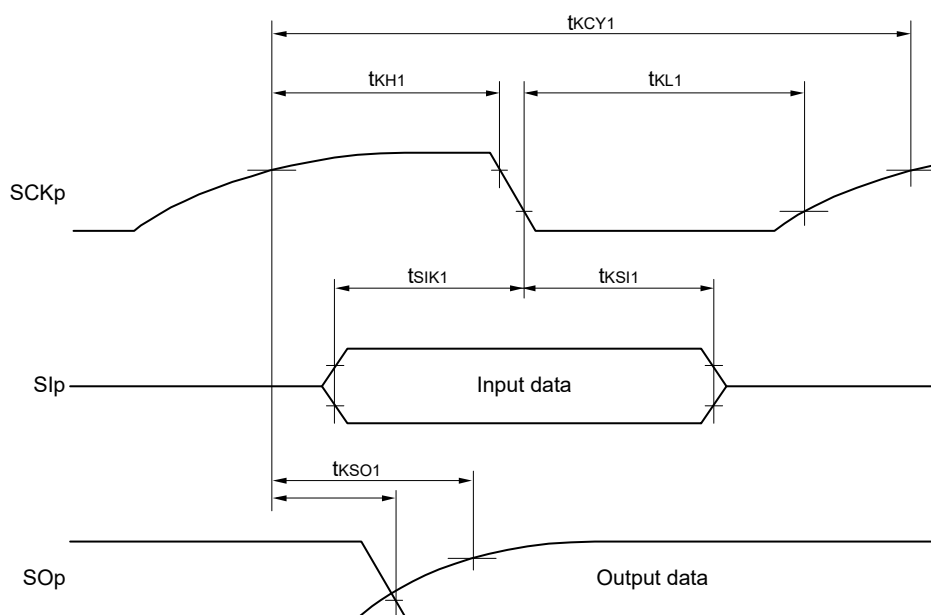 tKCY1
tKH1
tKL1
SCKp
tSIK1
tKSI1
SIp
Input data
tKSO1
SOp
Output data